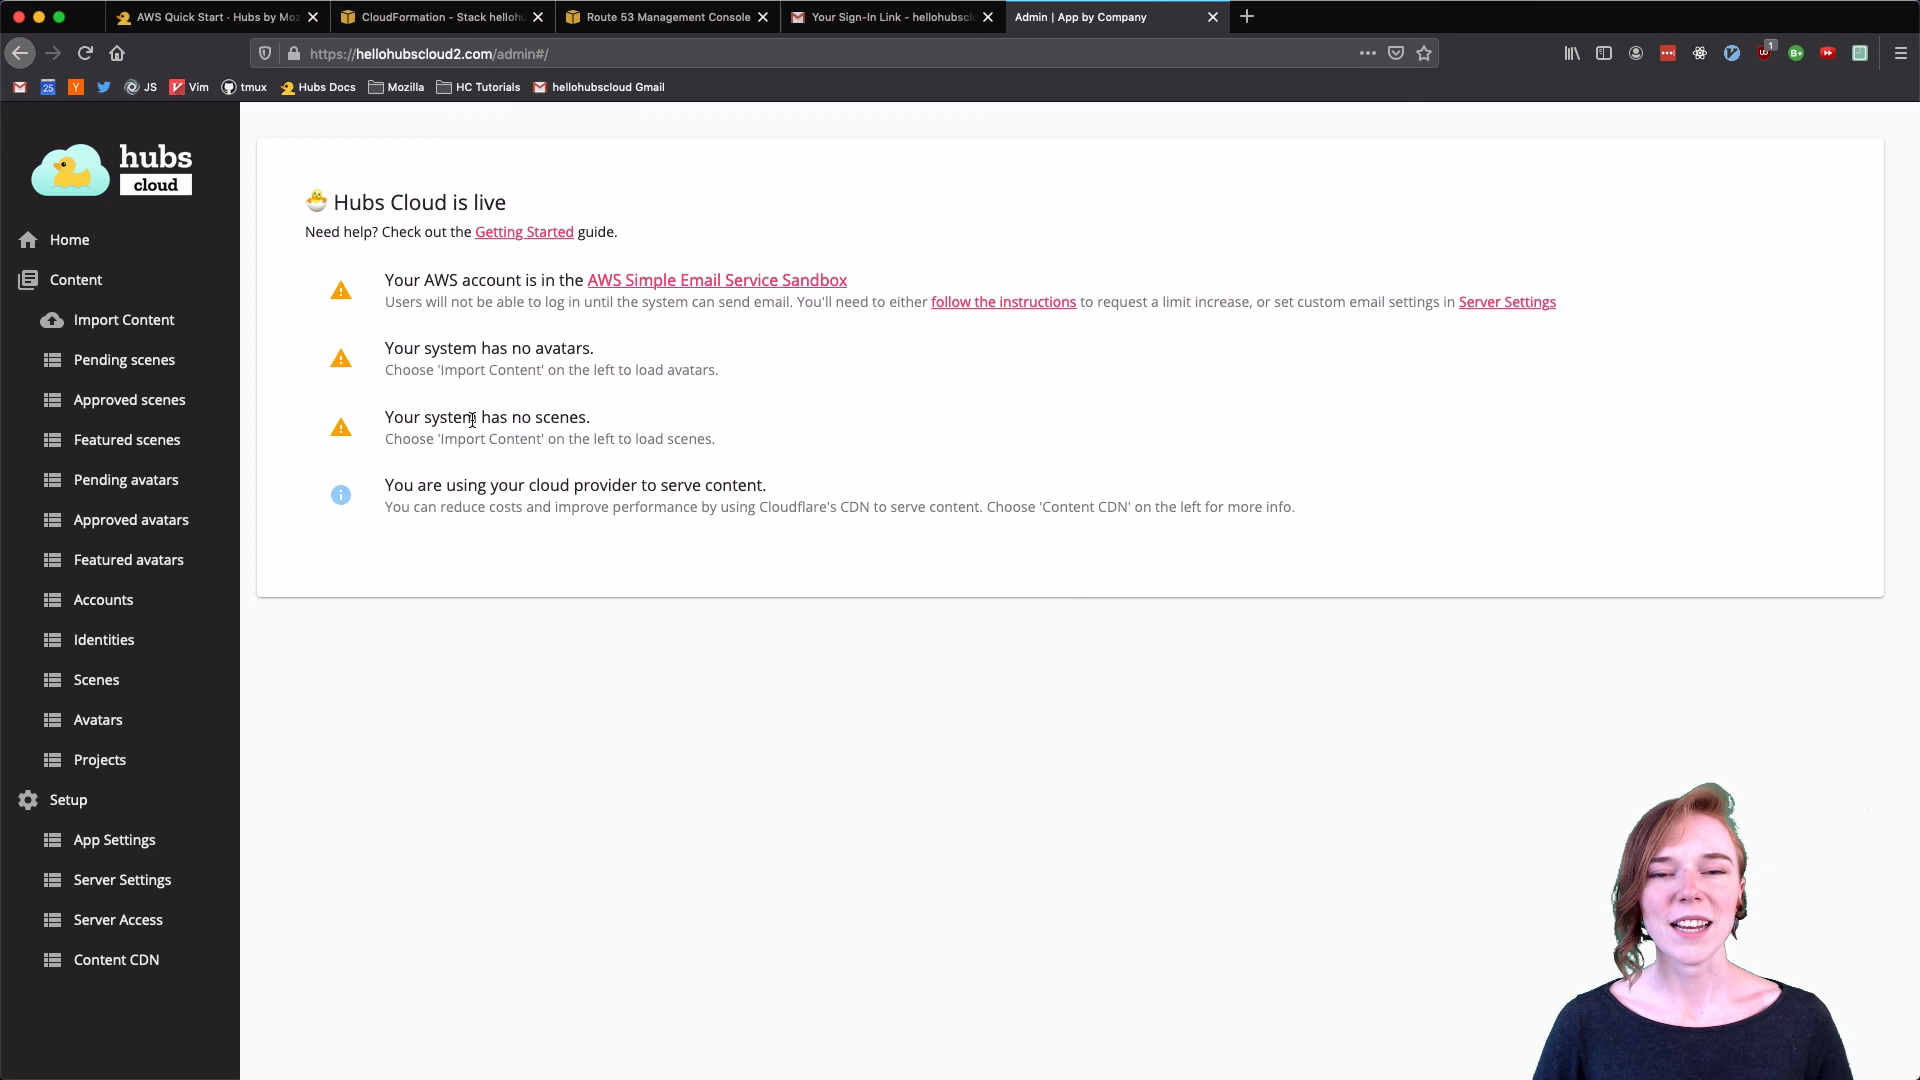 AWS Quick Start · Hubs by Moz
CloudFormation - Stack hellohu
Route 53 Management Console
Your Sign-In Link - hellohubscl
Admin | App by Company
https://hellohubscloud2.com/admin#/
1
25
Y
JS
Vim
tmux
Hubs Docs
Mozilla
HC Tutorials
hellohubscloud Gmail
hubs
cloud
Home
Content
Import Content
Pending scenes
Approved scenes
Featured scenes
Pending avatars
Approved avatars
Featured avatars
Accounts
Identities
Scenes
Avatars
Projects
Setup
App Settings
Server Settings
Server Access
Content CDN
Hubs Cloud is live
Need help? Check out the Getting Started guide.
Your AWS account is in the AWS Simple Email Service Sandbox
Users will not be able to log in until the system can send email. You'll need to either follow the instructions to request a limit increase, or set custom email settings in Server Settings
Your system has no avatars.
Choose 'Import Content' on the left to load avatars.
Your system has no scenes.
Choose 'Import Content' on the left to load scenes.
You are using your cloud provider to serve content.
You can reduce costs and improve performance by using Cloudflare's CDN to serve content. Choose 'Content CDN' on the left for more info.